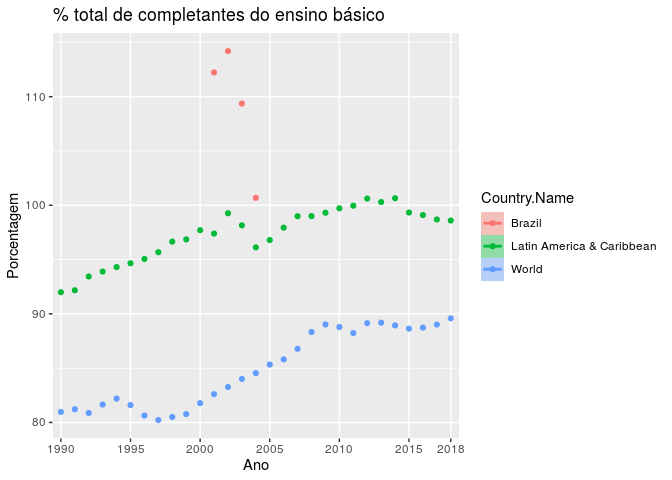 % total de completantes do ensino básico
Porcentagem
110
100
90
80
1990 1995 2000 2005 2010 2015 2018
Ano
Country.Name
Brazil
Latin America & Caribbean
World